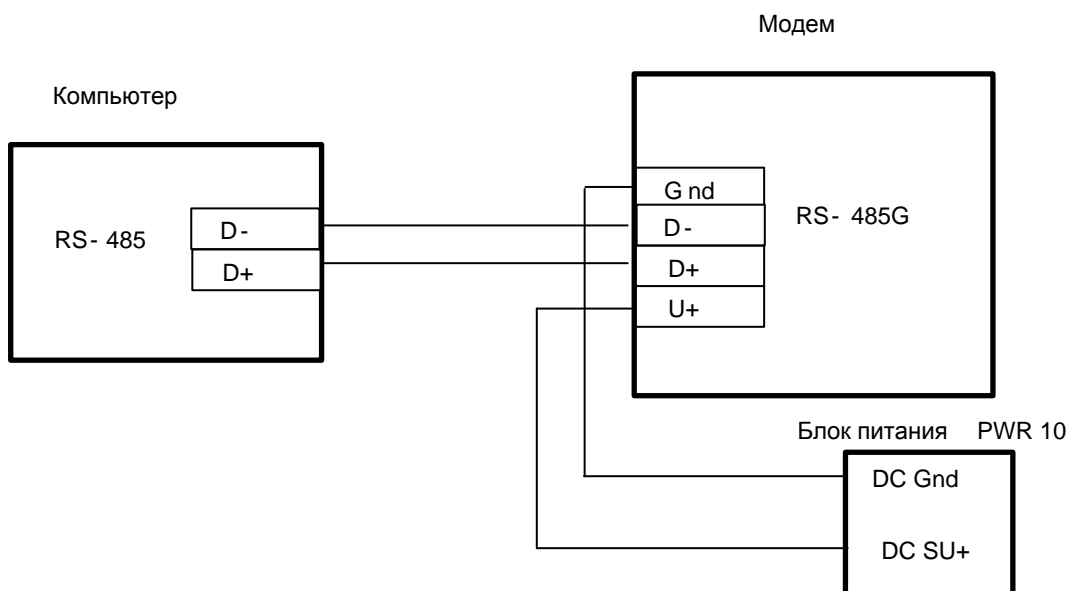 Модем
Компьютер
RS- 485
D-
D+
G nd
D-
D+
U+
RS- 485G
Блок питания PWR 10
DC Gnd
DC SU+